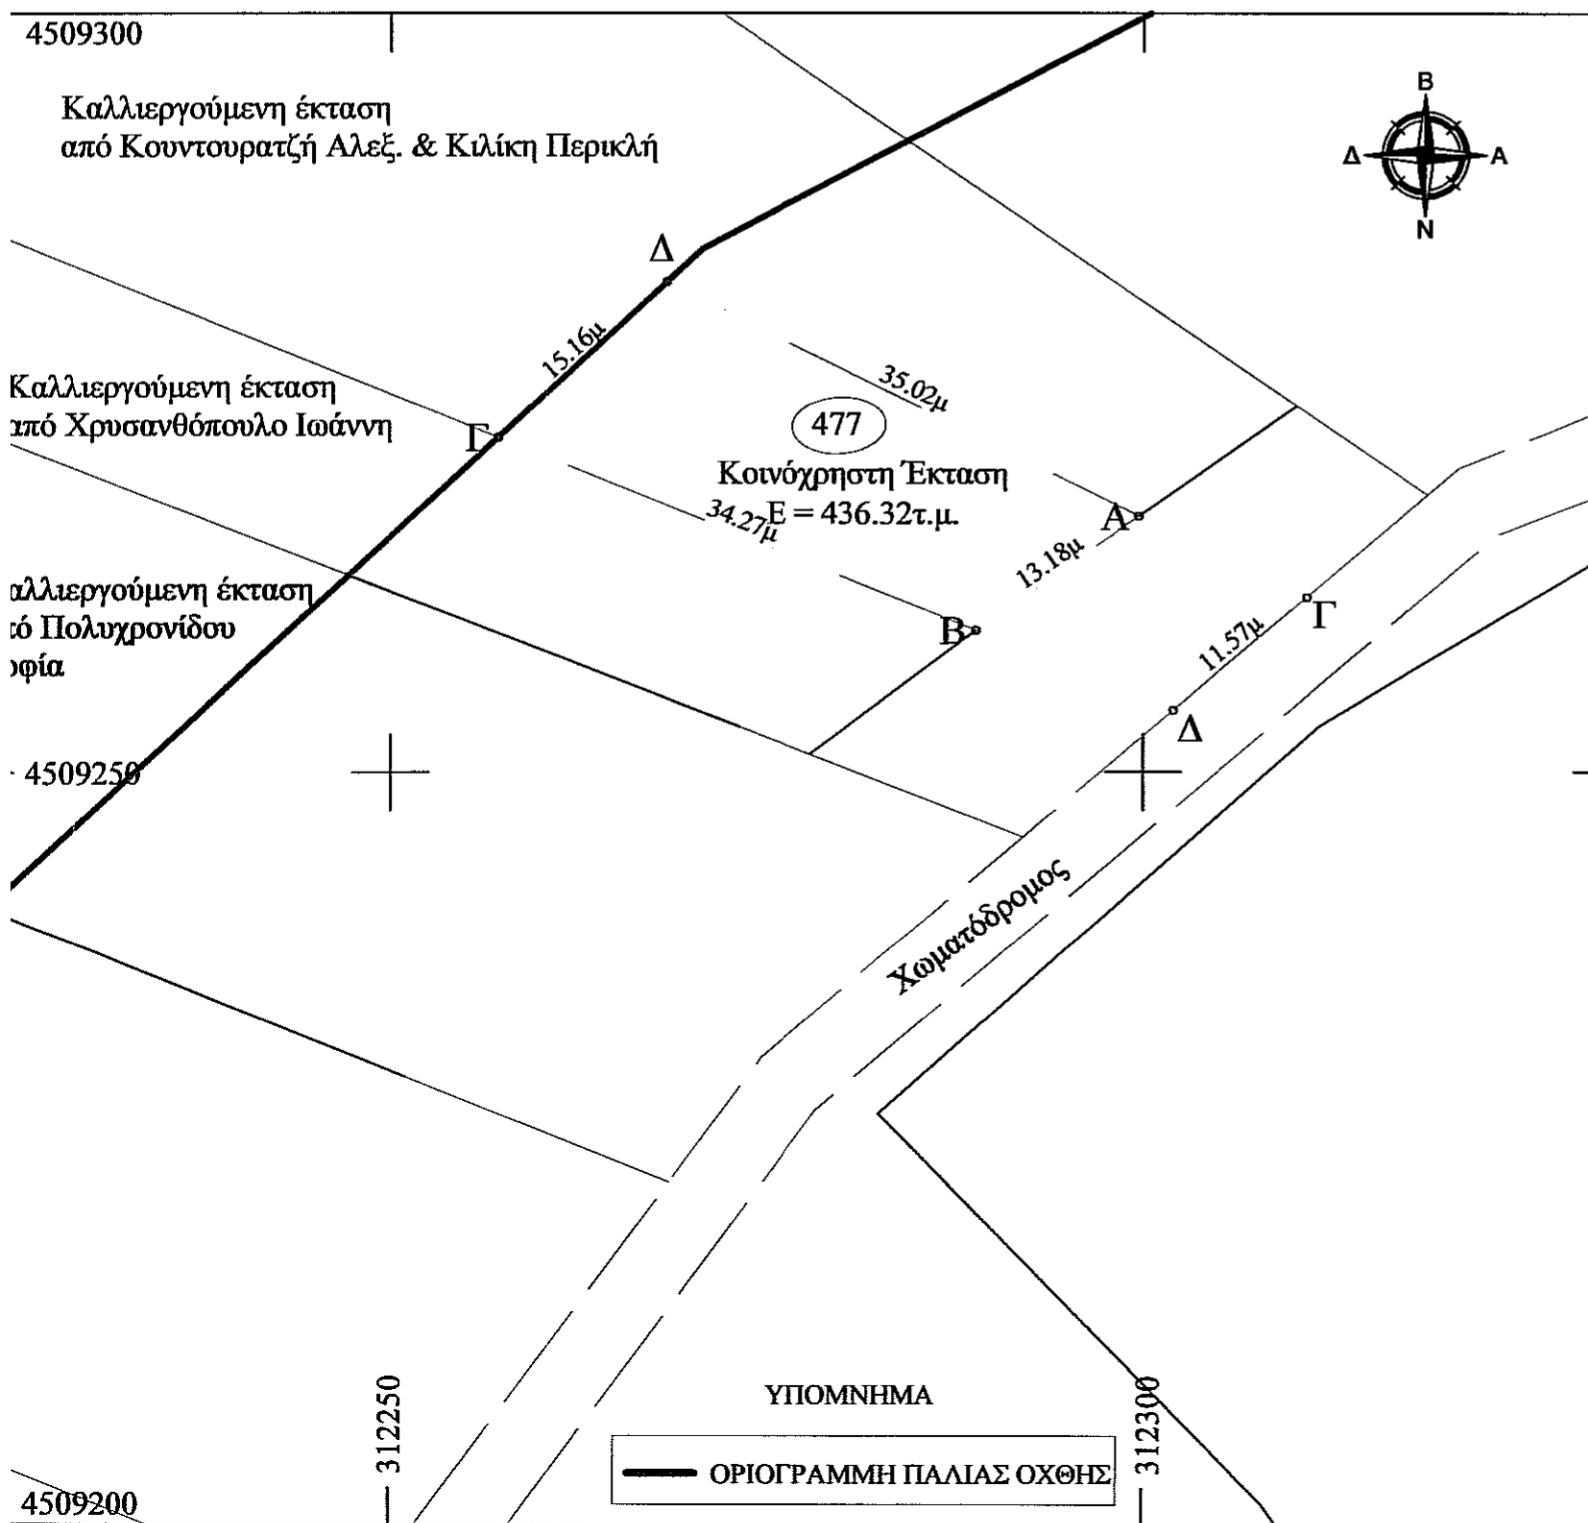 4509300
Καλλιεργούμενη έκταση
από Κουντουρατζή Αλεξ. & Κιλίκη Περικλή
Β
Δ
Α
Ν
Δ
15.16μ
35.02μ
Καλλιεργούμενη έκταση
από Χρυσανθόπουλο Ιωάννη
Γ
477
Κοινόχρηστη Έκταση
Ε = 436.32τ.μ.
34.27μ
Α
13.18μ
Β
Γ
11.57μ
Δ
αλλιεργούμενη έκταση
ό Πολυχρονίδου
οφία
4509250
Χωματόδρομος
312250
312300
ΥΠΟΜΝΗΜΑ
ΟΡΙΟΓΡΑΜΜΗ ΠΑΛΙΑΣ ΟΧΘΗΣ
4509200